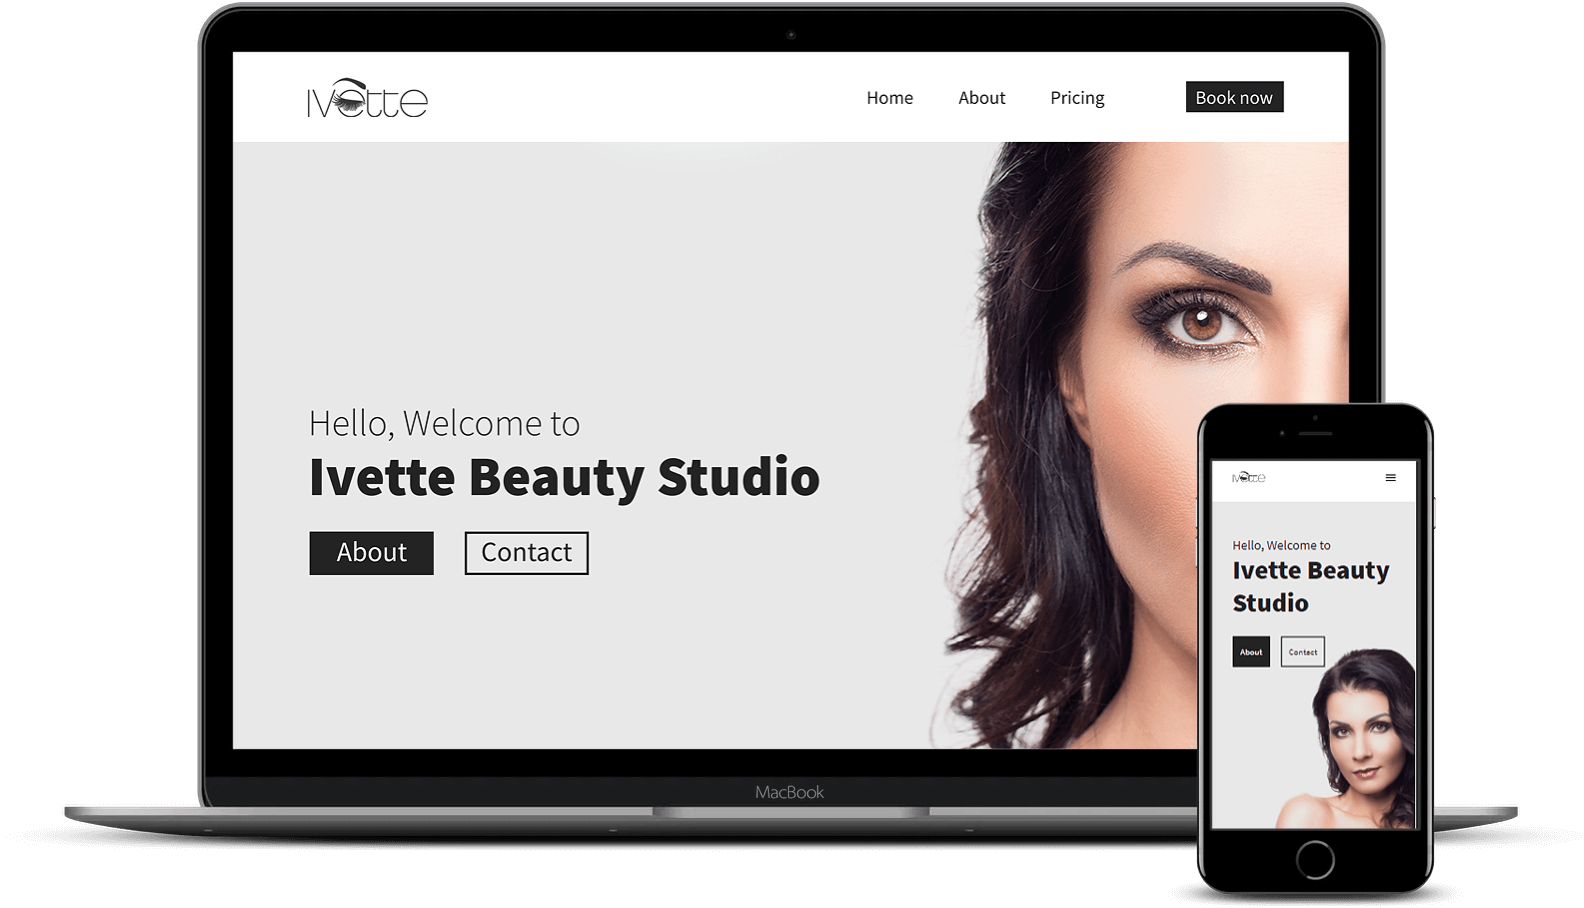 ivette
Home
About
Pricing
Book now
Hello, Welcome to
Ivette Beauty Studio
About
Contact
MacBook
ivette
Hello, Welcome to
Ivette Beauty
Studio
About
Contact